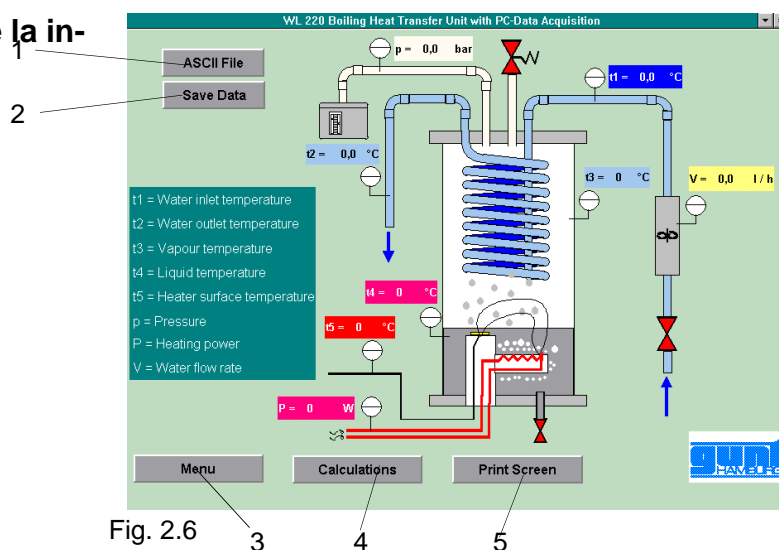 WL 220 Boiling Heat Transfer Unit with PC-Data Acquisition
e la in-
1
ASCII File
p = 0,0 bar
t1 = 0,0 °C
2
Save Data
t2 = 0,0 °C
t3 = 0 °C
V = 0,0 l / h
t1 = Water inlet temperature
t2 = Water outlet temperature
t3 = Vapour temperature
t4 = Liquid temperature
t5 = Heater surface temperature
p = Pressure
P = Heating power
V = Water flow rate
t4 = 0 °C
t5 = 0 °C
P = 0 W
Menu
Calculations
Print Screen
gunt
HAMBURG
Fig. 2.6
3
4
5